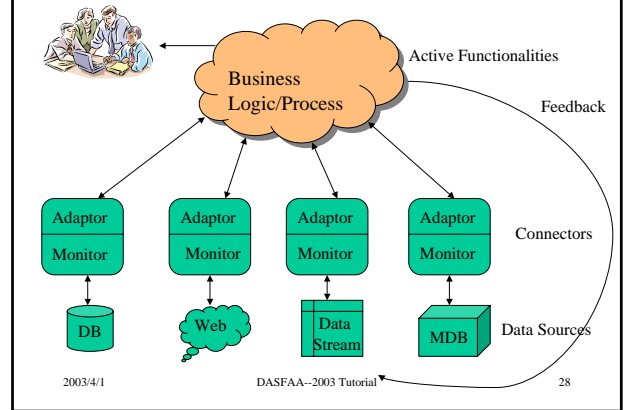 Active Functionalities
Business
Logic/Process
Feedback
Adaptor
Monitor
Adaptor
Monitor
Adaptor
Monitor
Adaptor
Monitor
Connectors
DB
Web
Data
Stream
MDB
Data Sources
2003/4/1
DASFAA--2003 Tutorial
28